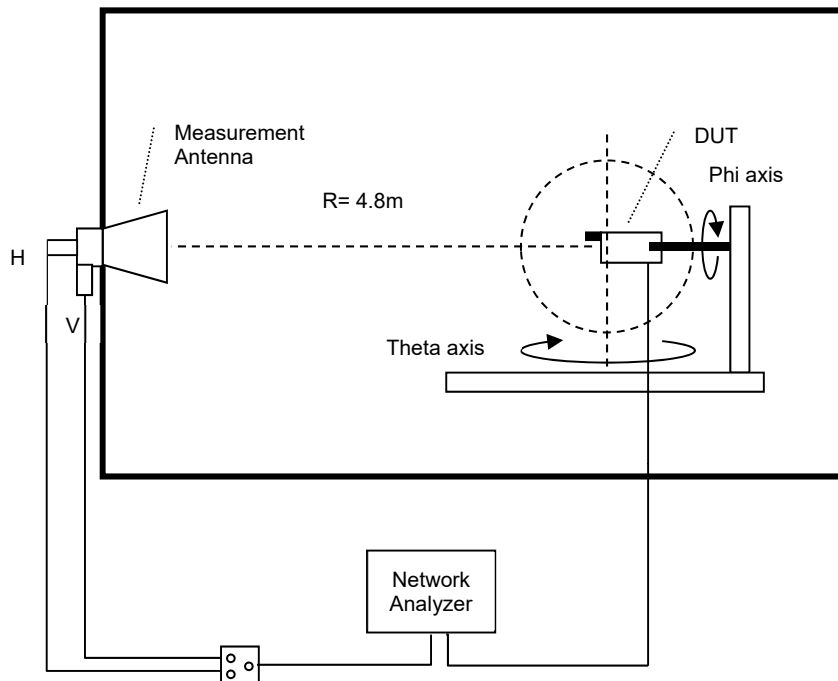 Measurement
Antenna
DUT
Phi axis
R= 4.8m
H
V
Theta axis
Network
Analyzer